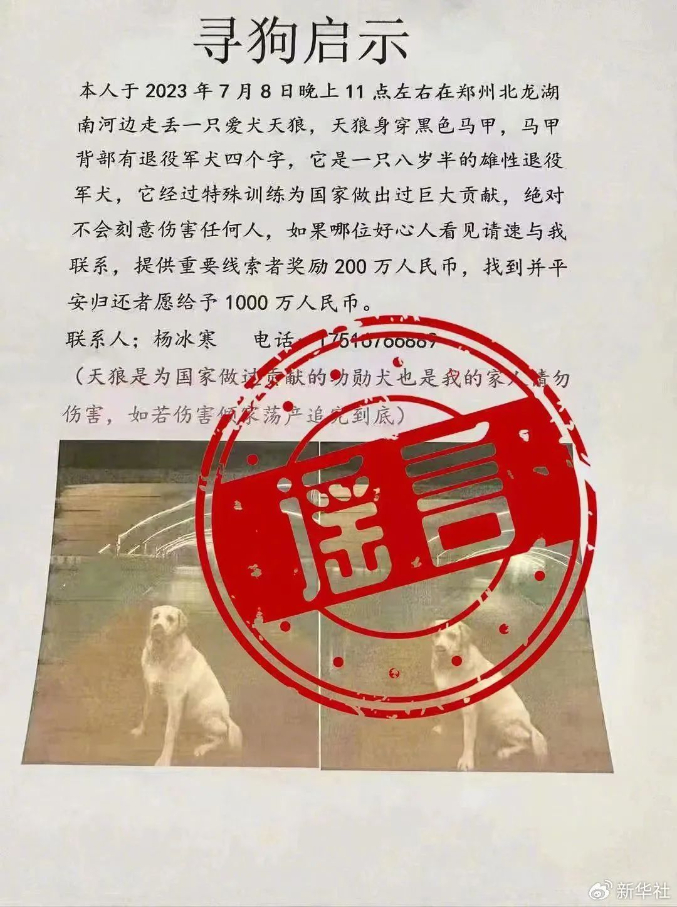 寻狗启示
本人于 2023 年 7 月 8 日晚上 11 点左右在郑州北龙湖
南河边走丢一只爱犬天狼，天狼身穿黑色马甲，马甲
背部有退役军犬四个字，它是一只八岁半的雄性退役
军犬，它经过特殊训练为国家做出过巨大贡献，绝对
不会刻意伤害任何人，如果哪位好心人看见请速与我
联系，提供重要线索者奖励 200 万人民币，找到并平
安归还者愿给予 1000 万人民币。
联系人；杨冰寒 电话：
（天狼是为国家做过贡献的功勋犬也是我的家人请勿
伤害，如若伤害倾家荡产追究到底）
谣言
新华社